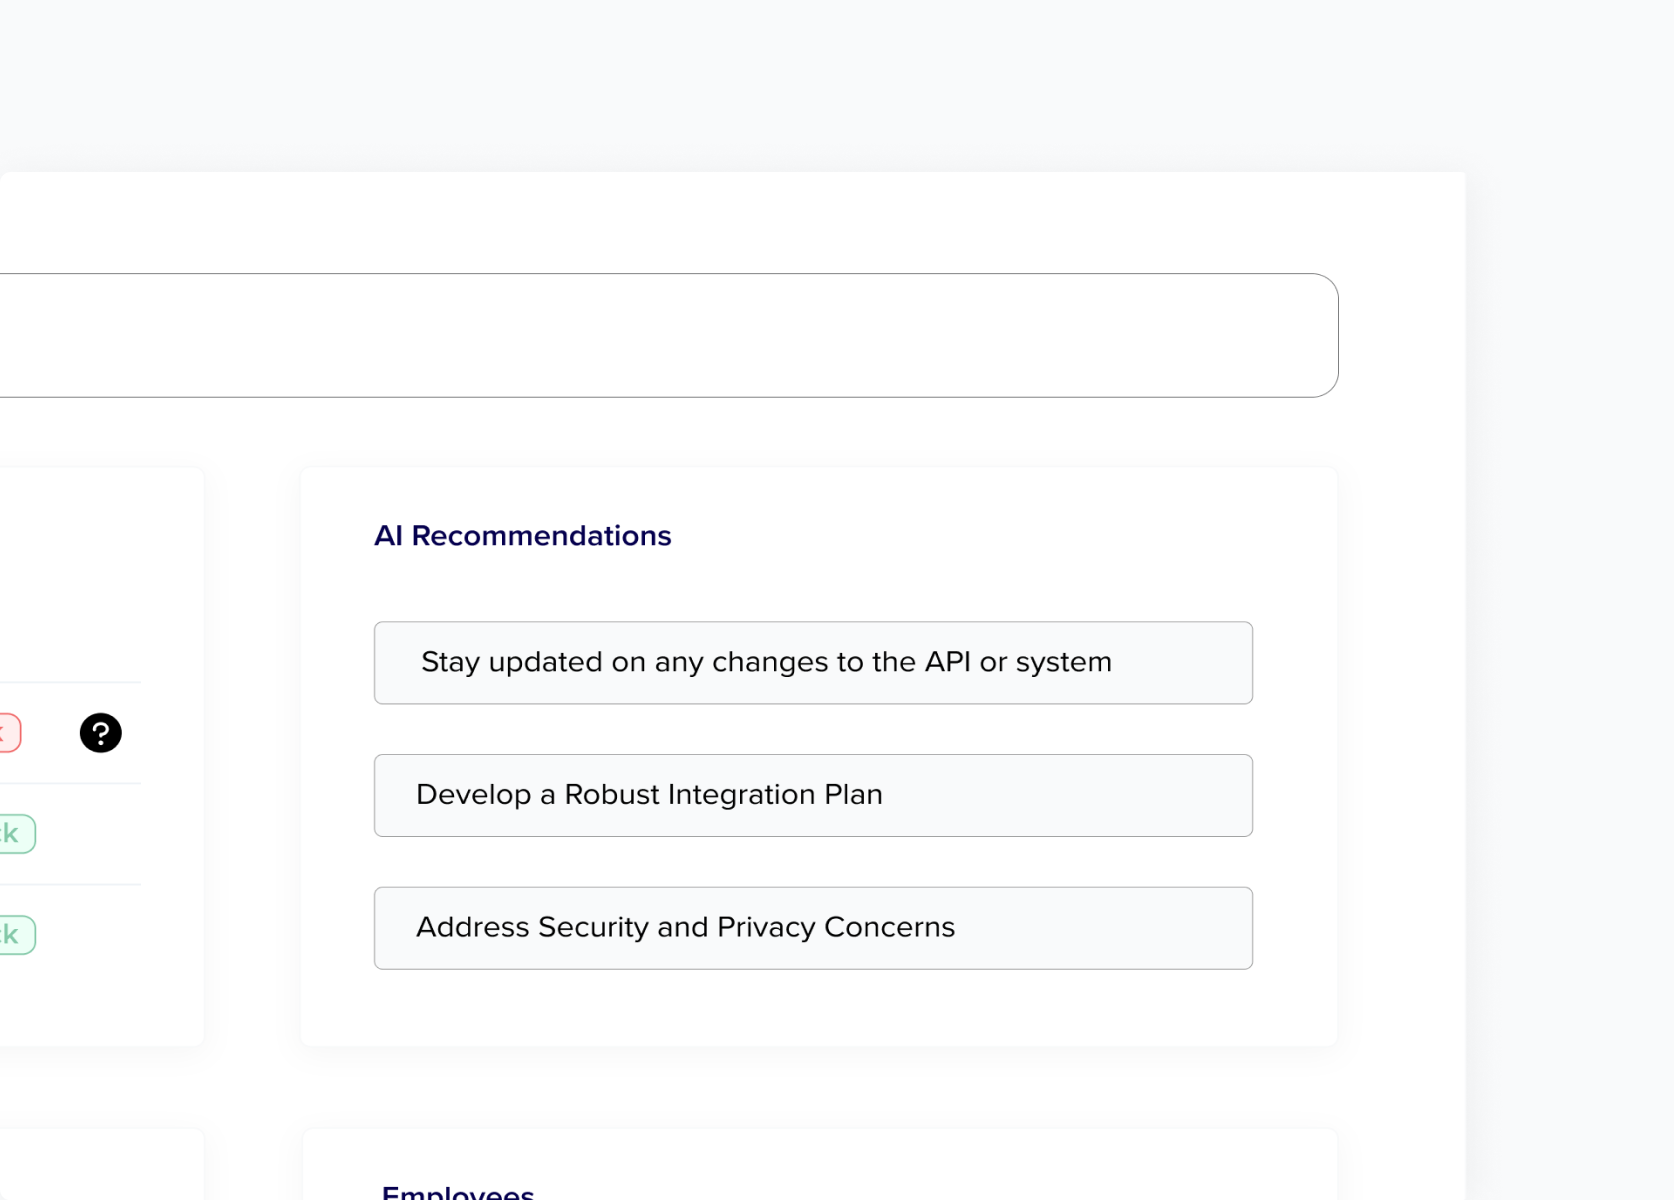 AI Recommendations
Stay updated on any changes to the API or system
?
Develop a Robust Integration Plan
Address Security and Privacy Concerns
Employees